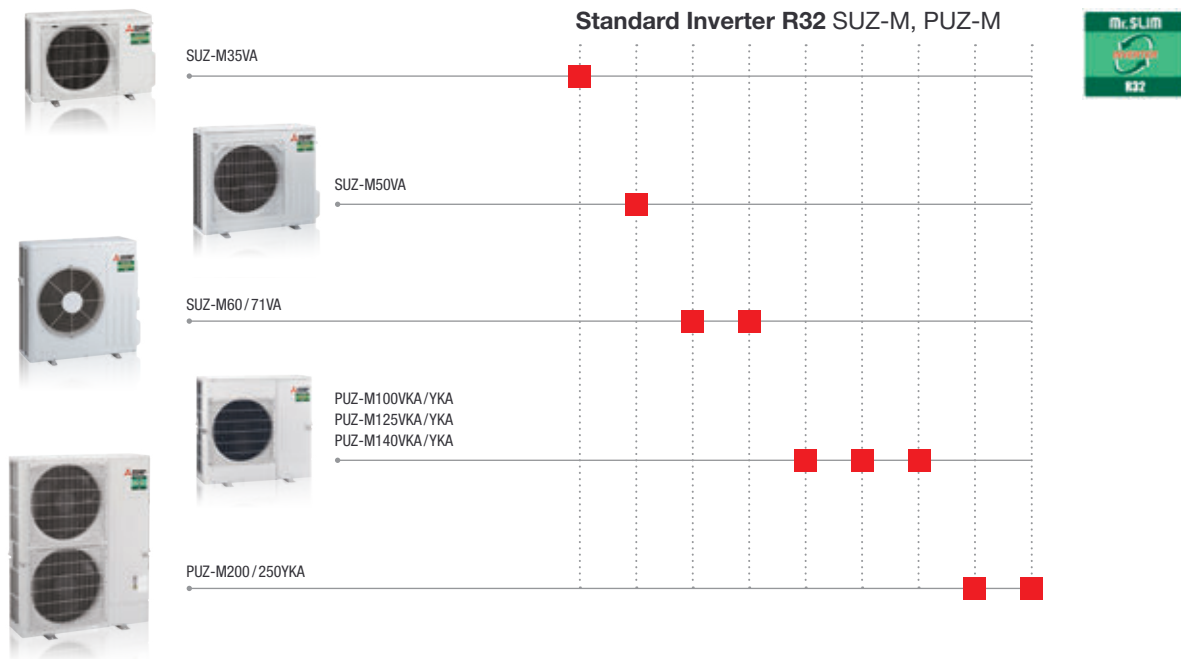 Standard Inverter R32 SUZ-M, PUZ-M
Mr.SLIM
INVERTER
R32
SUZ-M35VA
SUZ-M50VA
SUZ-M60/71VA
PUZ-M100VKA/YKA
PUZ-M125VKA/YKA
PUZ-M140VKA/YKA
PUZ-M200/250YKA